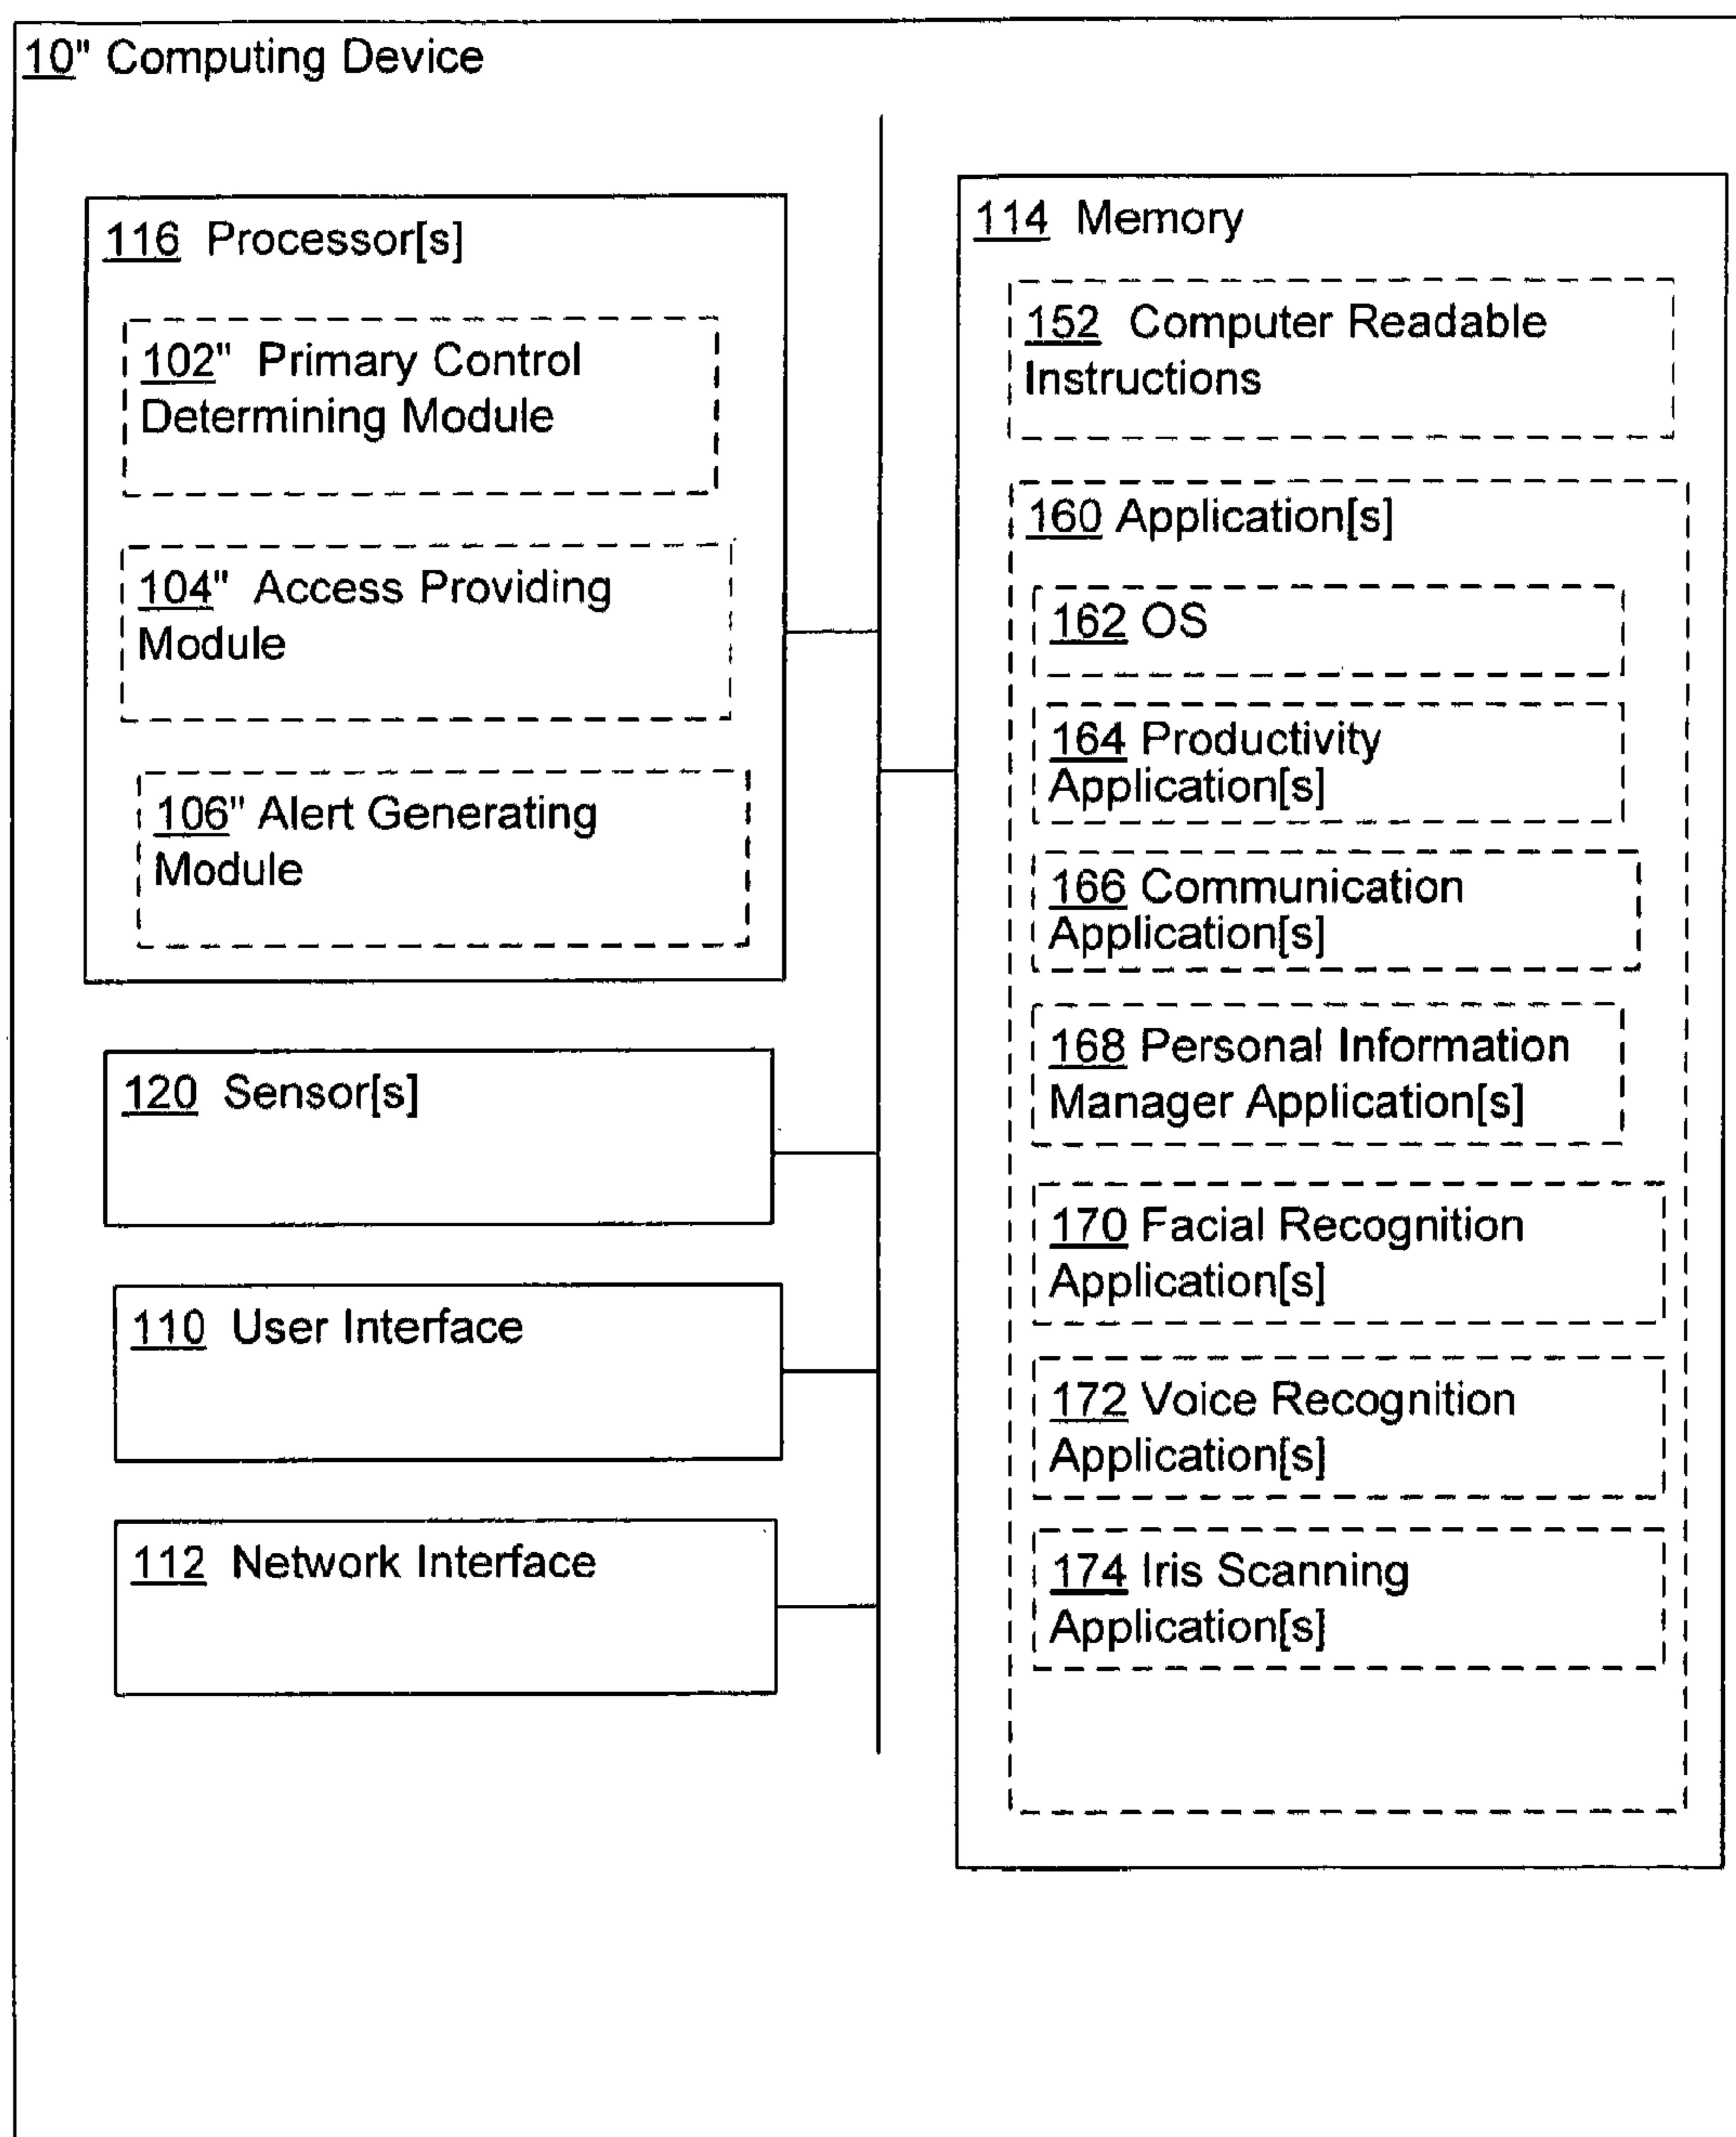 10" Computing Device
116 Processor[s]
102" Primary Control
Determining Module
104" Access Providing
Module
106" Alert Generating
Module
120 Sensor[s]
110 User Interface
112 Network Interface
114 Memory
152 Computer Readable
Instructions
160 Application[s]
162 OS
164 Productivity
Application[s]
166 Communication
Application[s]
168 Personal Information
Manager Application[s]
170 Facial Recognition
Application[s]
172 Voice Recognition
Application[s]
174 Iris Scanning
Application[s]